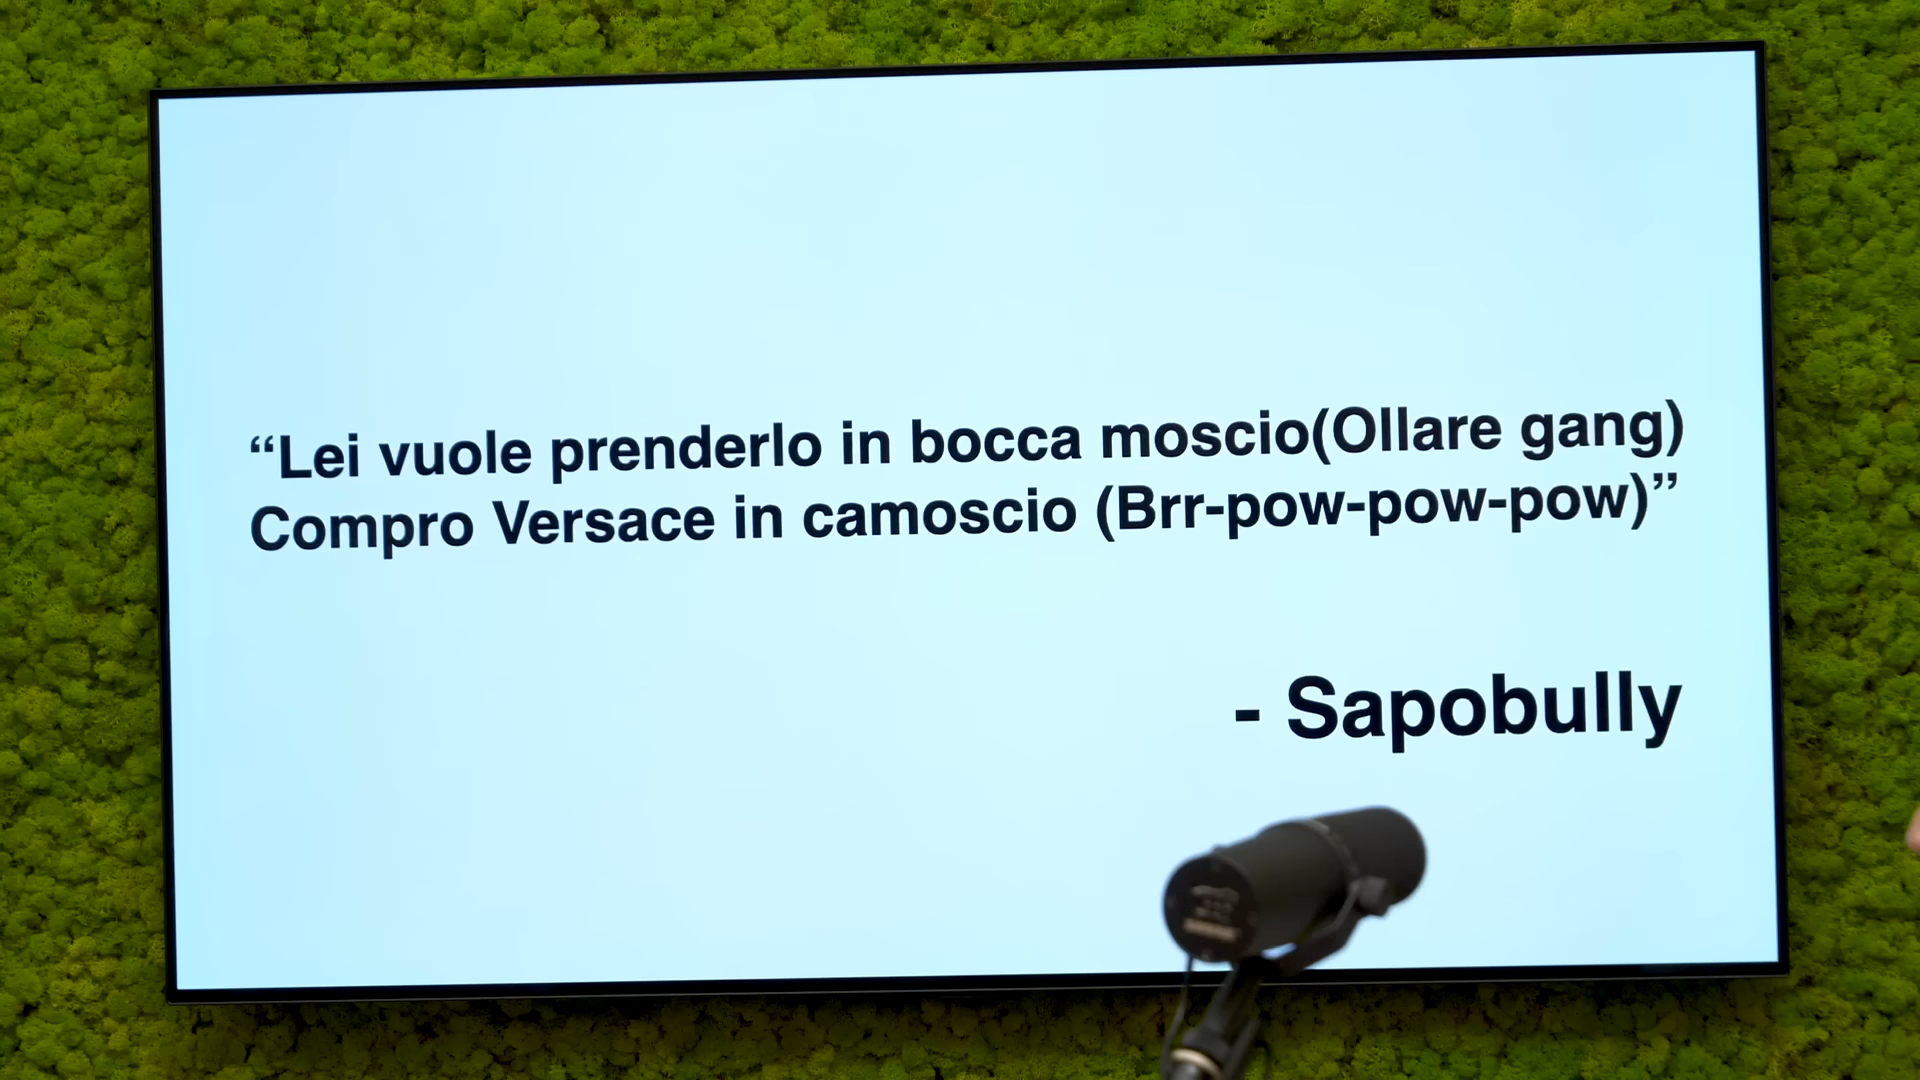 “Lei vuole prenderlo in bocca moscio(Ollare gang)
Compro Versace in camoscio (Brr-pow-pow-pow)”
- Sapobully